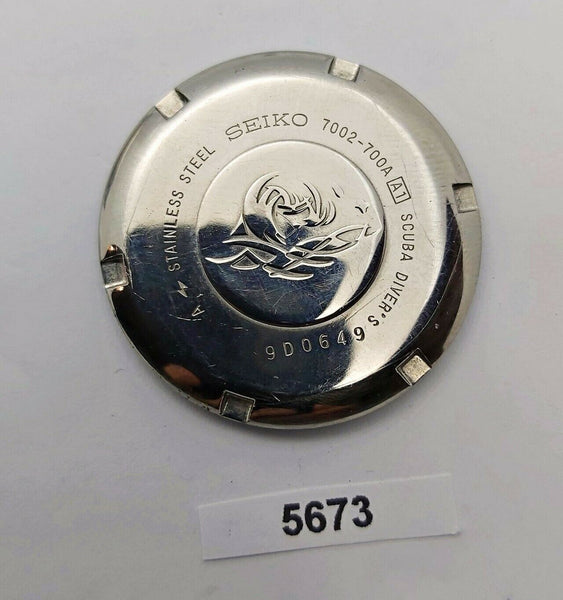 STAINLESS STEEL SEIKO 7002-700A A1 SCUBA DIVER'S
9D0649
5673